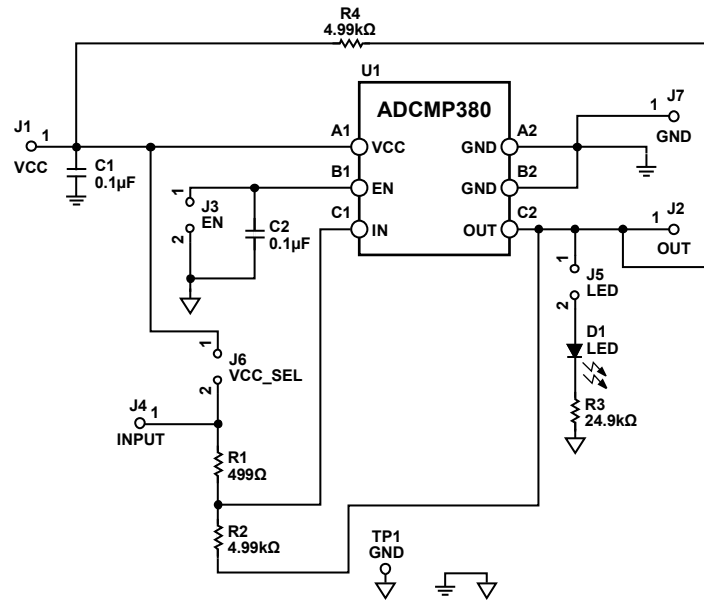 R4
4.99kΩ
U1
ADCMP380
J1
1
VCC
A1
VCC
GND
A2
1
J7
GND
C1
0.1µF
B1
EN
GND
B2
1
J3
EN
2
C2
0.1µF
C1
IN
OUT
C2
1
J2
OUT
1
J5
LED
2
D1
LED
R3
24.9kΩ
1
J6
VCC_SEL
2
J4
1
INPUT
R1
499Ω
R2
4.99kΩ
TP1
GND